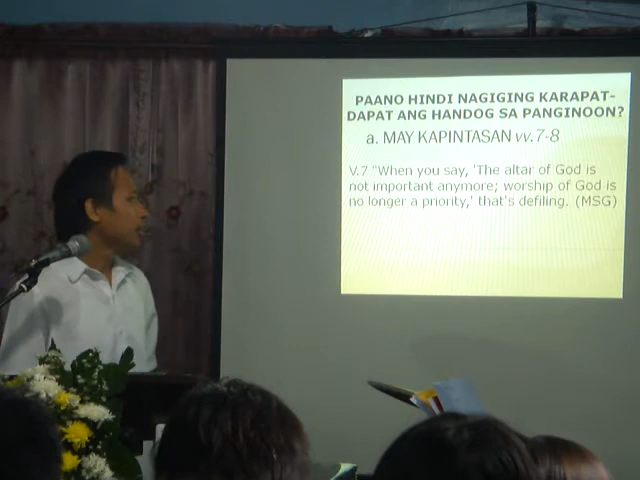 PAANO HINDI NAGIGING KARAPAT-
DAPAT ANG HANDOG SA PANGINOON?
a. MAY KAPINTASAN vv.7-8
V.7 "When you say, 'The altar of God is
not important anymore; worship of God is
no longer a priority,' that's defiling. (MSG)